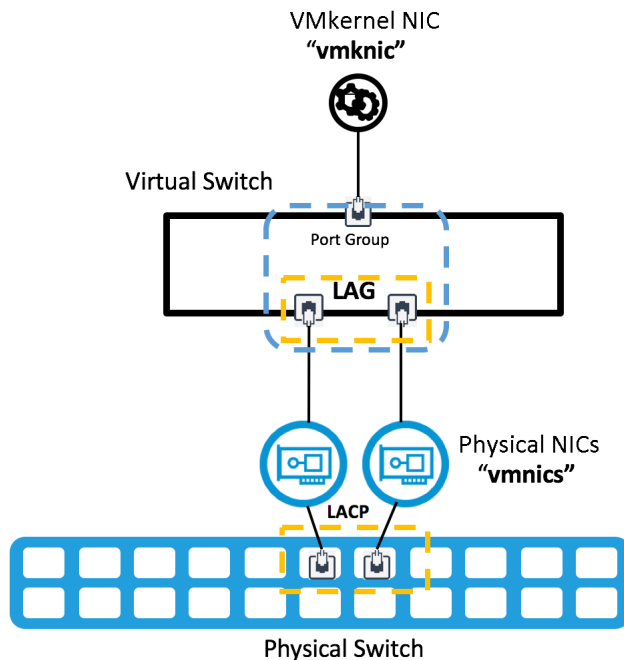 VMkernel NIC
“vmknic”
Virtual Switch
Port Group
LAG
Physical NICs
“vmnics”
LACP
Physical Switch